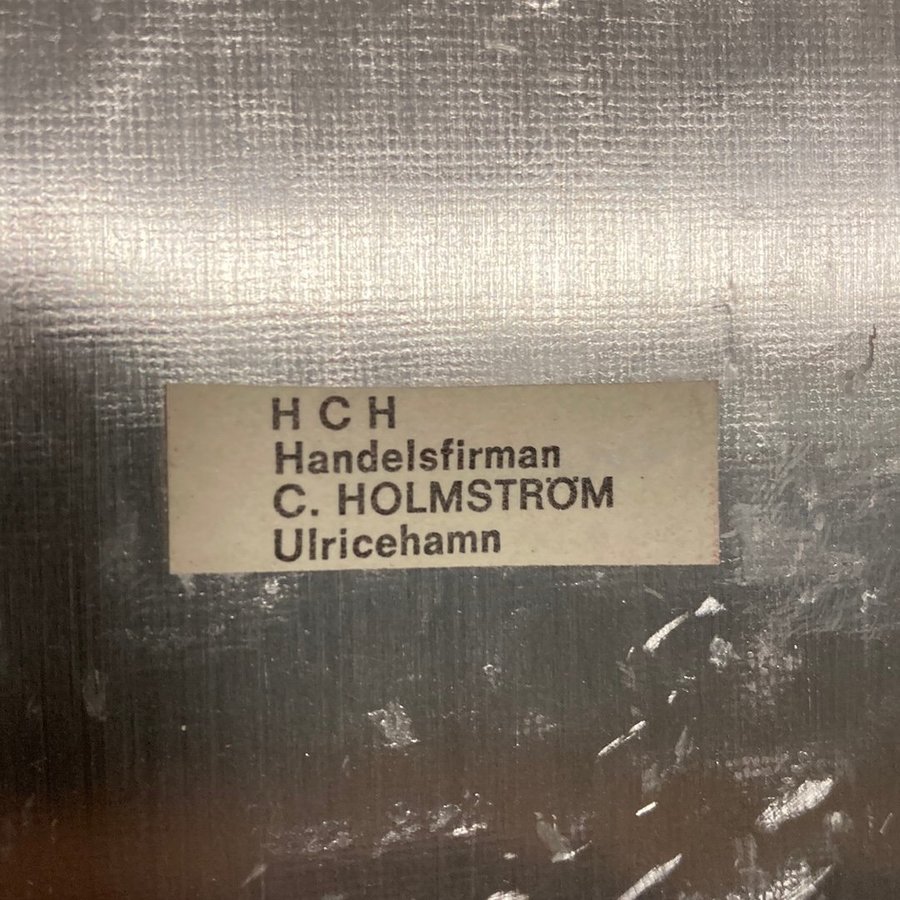 H C H
Handelsfirman
C. HOLMSTRÖM
Ulricehamn